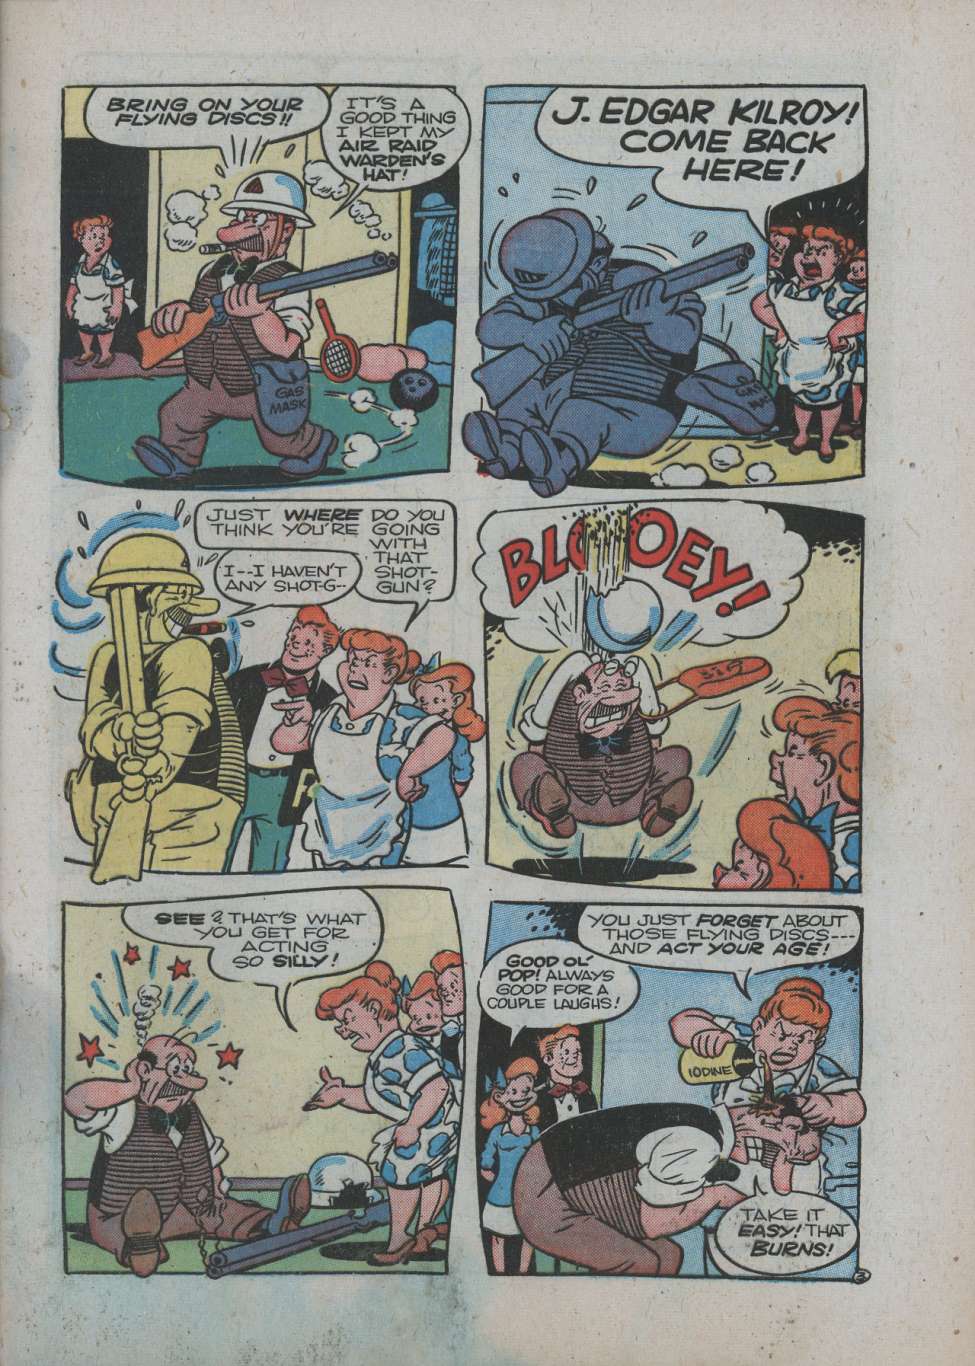 BRING ON YOUR
FLYING DISCS!!
IT'S A
GOOD THING
I KEPT MY
AIR RAID
WARDEN'S
HAT!
GAS
MASK
J. EDGAR KILROY!
COME BACK
HERE!
GAS
JUST WHERE DO YOU
THINK YOU'RE GOING
WITH
THAT
SHOT-
GUN?
I--I HAVEN'T
ANY SHOT-G--
BLOOEY!
SEE? THAT'S WHAT
YOU GET FOR
ACTING
SO SILLY!
YOU JUST FORGET ABOUT
THOSE FLYING DISCS---
AND ACT YOUR AGE!
GOOD OL'
POP! ALWAYS
GOOD FOR A
COUPLE LAUGHS!
IODINE
TAKE IT
EASY! THAT
BURNS!
2